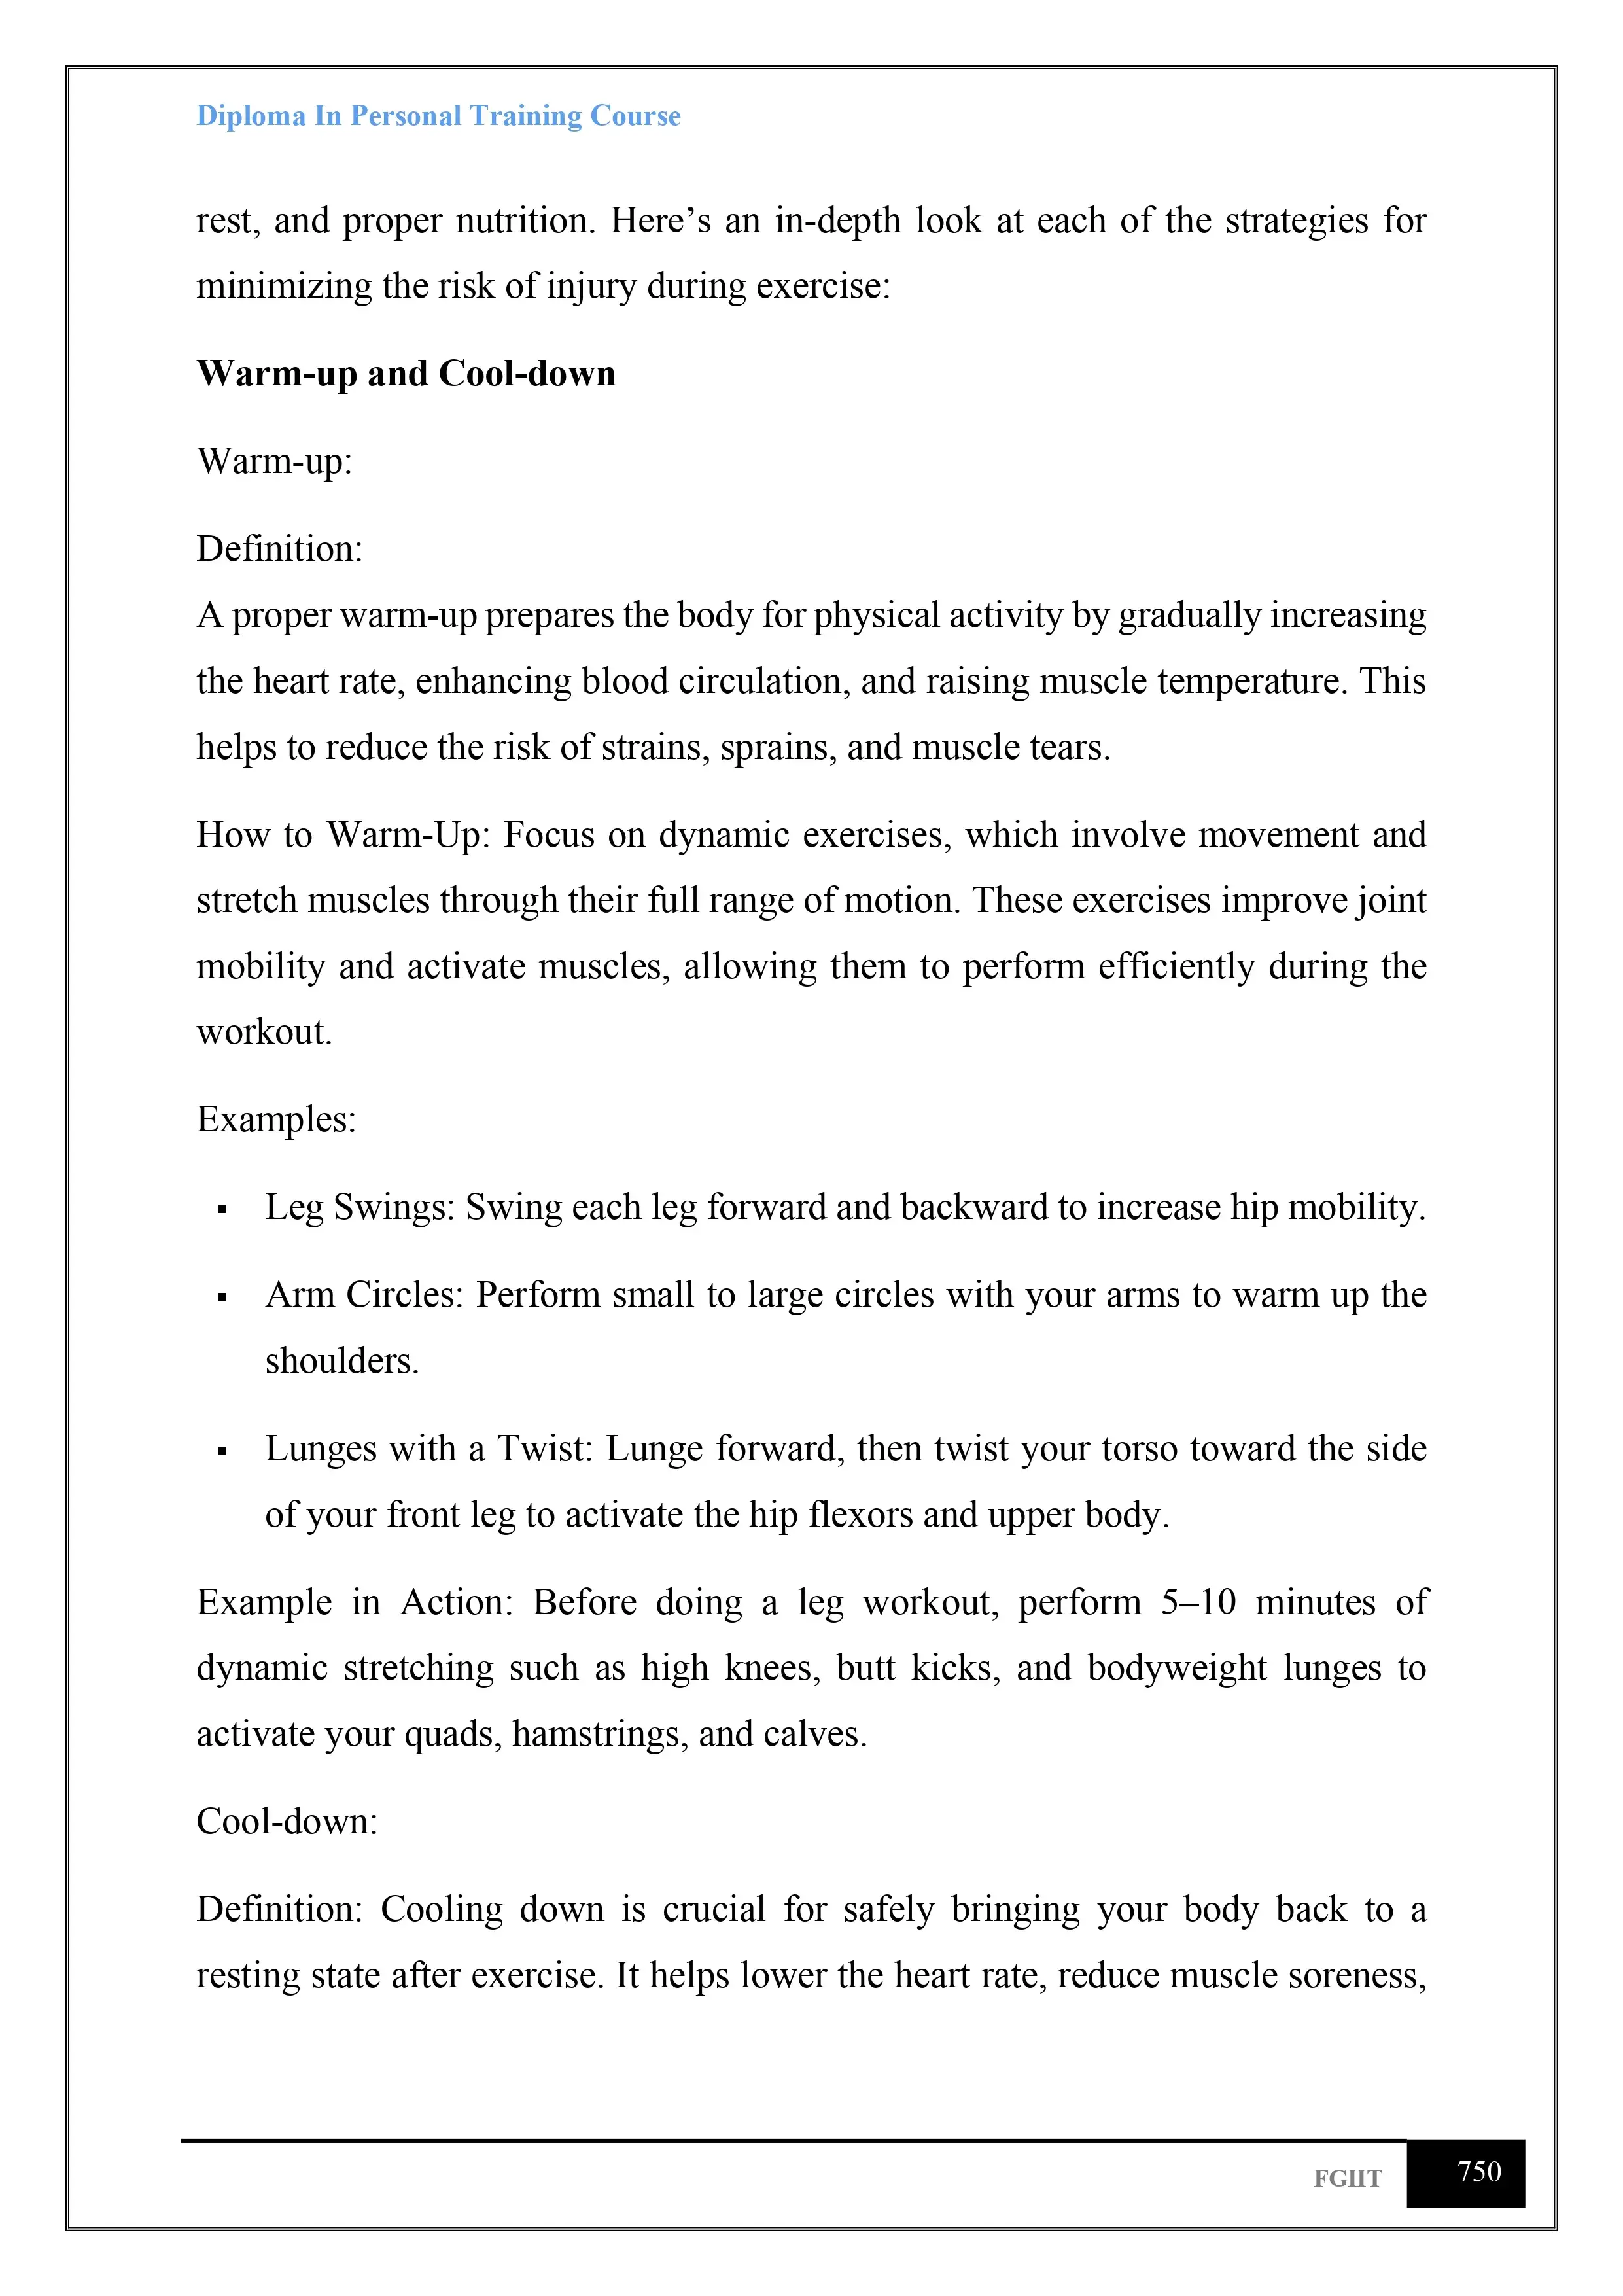 Diploma In Personal Training Course
rest, and proper nutrition. Here’s an in-depth look at each of the strategies for
minimizing the risk of injury during exercise:
Warm-up and Cool-down
Warm-up:
Definition:
A proper warm-up prepares the body for physical activity by gradually increasing
the heart rate, enhancing blood circulation, and raising muscle temperature. This
helps to reduce the risk of strains, sprains, and muscle tears.
How to Warm-Up: Focus on dynamic exercises, which involve movement and
stretch muscles through their full range of motion. These exercises improve joint
mobility and activate muscles, allowing them to perform efficiently during the
workout.
Examples:
▪ Leg Swings: Swing each leg forward and backward to increase hip mobility.
▪ Arm Circles: Perform small to large circles with your arms to warm up the
shoulders.
▪ Lunges with a Twist: Lunge forward, then twist your torso toward the side
of your front leg to activate the hip flexors and upper body.
Example in Action: Before doing a leg workout, perform 5–10 minutes of
dynamic stretching such as high knees, butt kicks, and bodyweight lunges to
activate your quads, hamstrings, and calves.
Cool-down:
Definition: Cooling down is crucial for safely bringing your body back to a
resting state after exercise. It helps lower the heart rate, reduce muscle soreness,
FGIIT 750